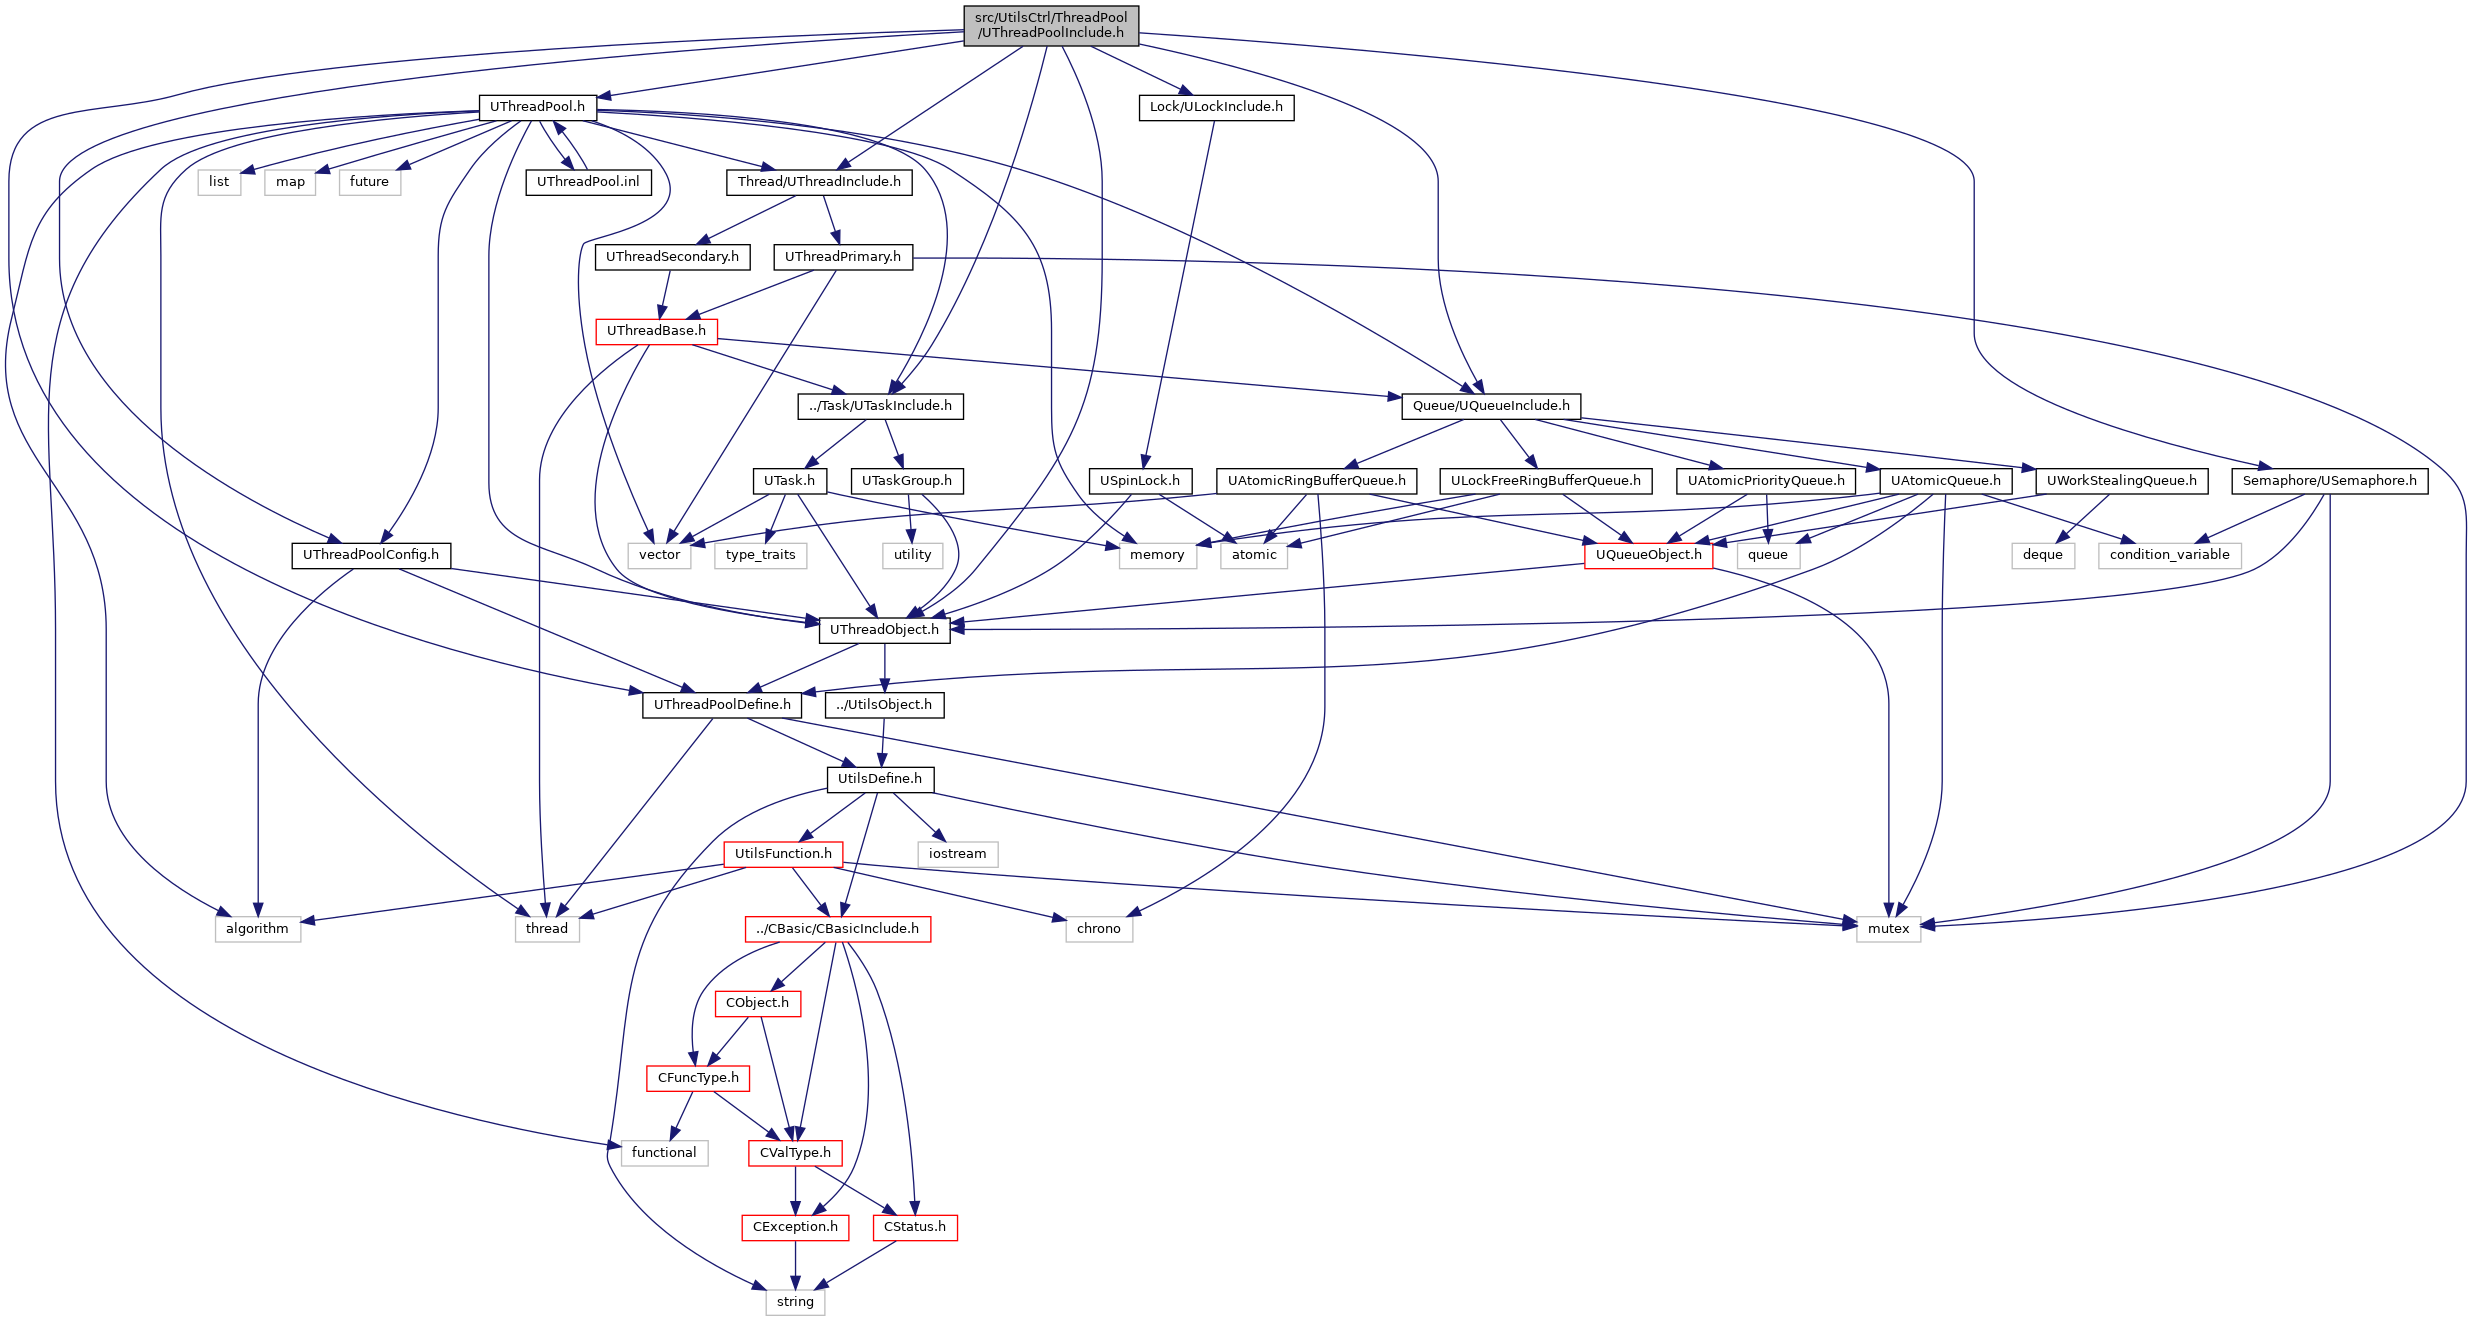 src/UtilsCtrl/ThreadPool
/UThreadPoolInclude.h
UThreadPool.h
Lock/ULockInclude.h
list
map
future
UThreadPool.inl
Thread/UThreadInclude.h
UThreadSecondary.h
UThreadPrimary.h
UThreadBase.h
../Task/UTaskInclude.h
Queue/UQueueInclude.h
UTask.h
UTaskGroup.h
USpinLock.h
UAtomicRingBufferQueue.h
ULockFreeRingBufferQueue.h
UAtomicPriorityQueue.h
UAtomicQueue.h
UWorkStealingQueue.h
Semaphore/USemaphore.h
UThreadPoolConfig.h
vector
type_traits
utility
memory
atomic
UQueueObject.h
queue
deque
condition_variable
UThreadObject.h
UThreadPoolDefine.h
../UtilsObject.h
UtilsDefine.h
UtilsFunction.h
iostream
algorithm
thread
../CBasic/CBasicInclude.h
chrono
mutex
CObject.h
CFuncType.h
functional
CValType.h
CException.h
CStatus.h
string